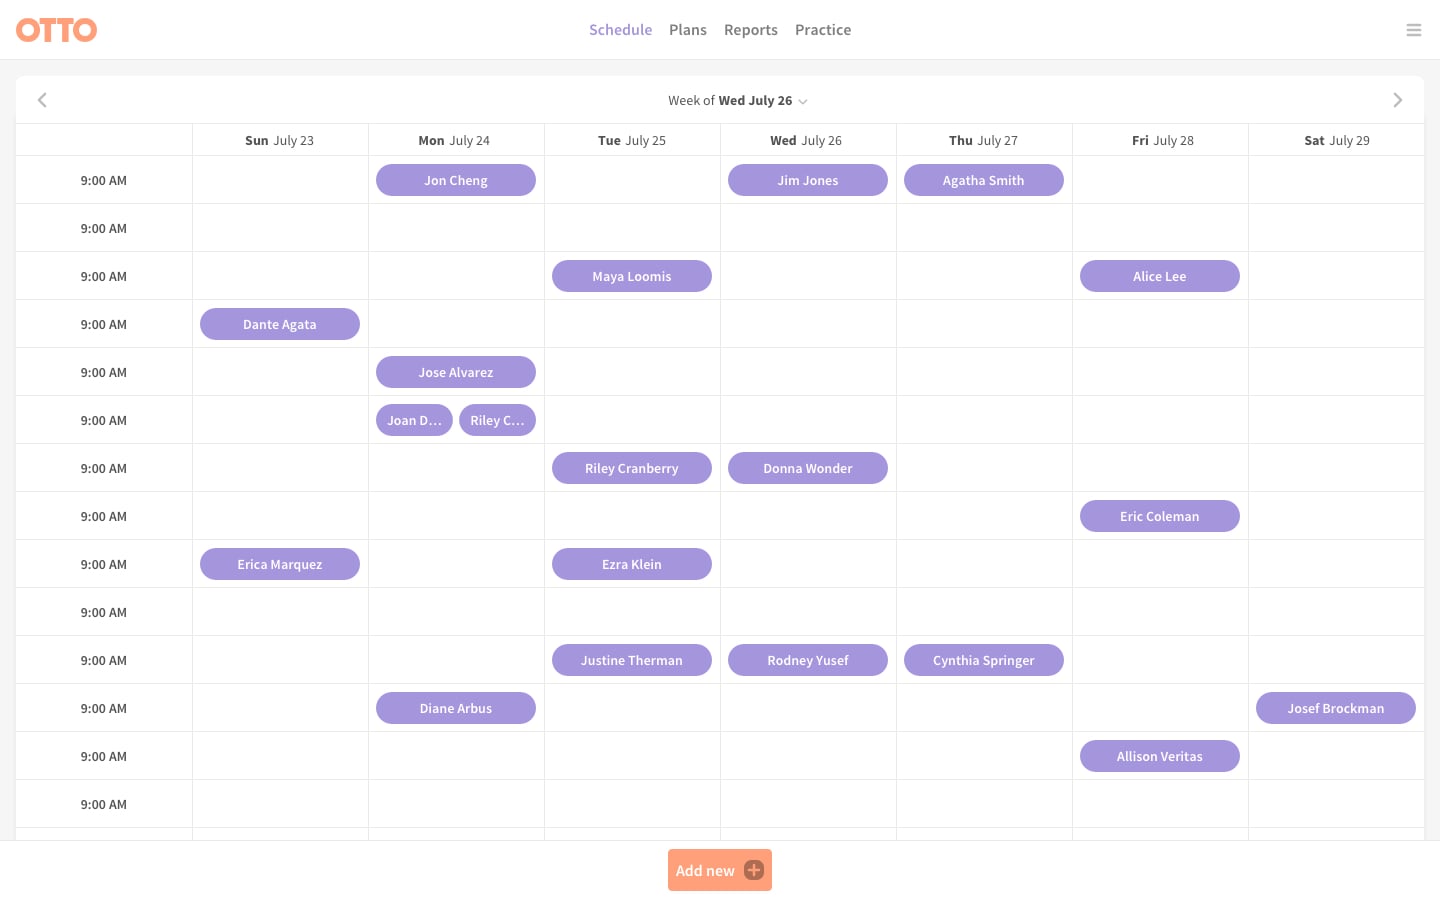 OTTO
Schedule Plans Reports Practice
Week of Wed July 26
Sun July 23 Mon July 24 Tue July 25 Wed July 26 Thu July 27 Fri July 28 Sat July 29
9:00 AM Jon Cheng Jim Jones Agatha Smith
9:00 AM
9:00 AM Maya Loomis Alice Lee
9:00 AM Dante Agata
9:00 AM Jose Alvarez
9:00 AM Joan D... Riley C...
9:00 AM Riley Cranberry Donna Wonder
9:00 AM Eric Coleman
9:00 AM Erica Marquez Ezra Klein
9:00 AM
9:00 AM Justine Therman Rodney Yusef Cynthia Springer
9:00 AM Diane Arbus Josef Brockman
9:00 AM Allison Veritas
9:00 AM
Add new